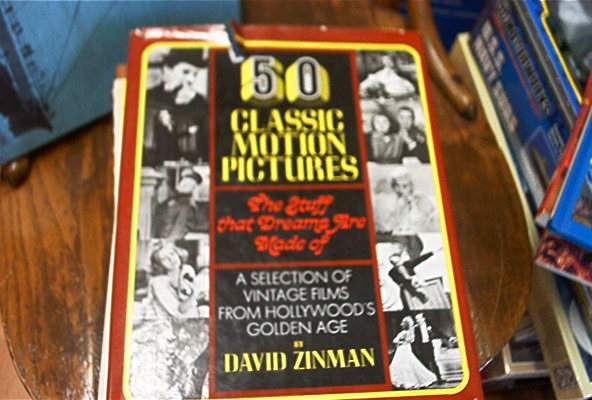 50
CLASSIC
MOTION
PICTURES
The Stuff
that Dreams Are
Made of
A SELECTION OF
VINTAGE FILMS
FROM HOLLYWOOD'S
GOLDEN AGE
BY
DAVID ZINMAN